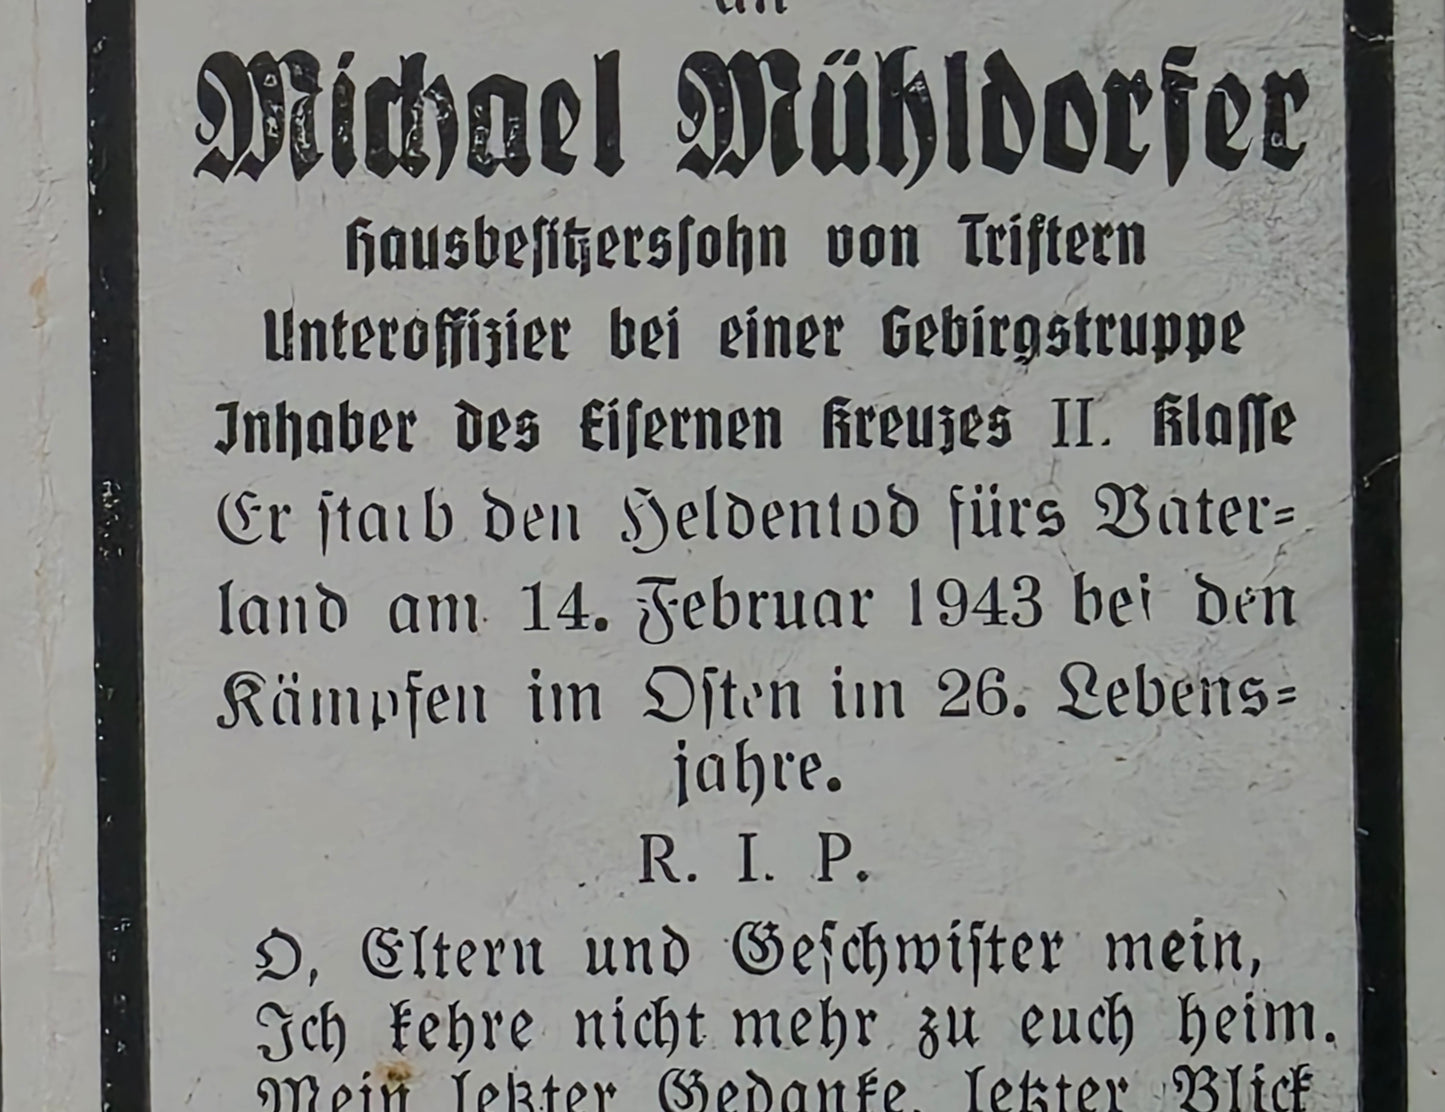 an
Michael Mühldorfer
Hausbesitzerssohn von Triftern
Unteroffizier bei einer Gebirgstruppe
Inhaber des Eisernen Kreuzes II. Klasse
Er starb den Heldentod fürs Vater=
land am 14. Februar 1943 bei den
Kämpfen im Osten im 26. Lebens=
jahre.
R. I. P.
O, Eltern und Geschwister mein,
Ich kehre nicht mehr zu euch heim.
Mein letzter Gedanke, letzter Blick